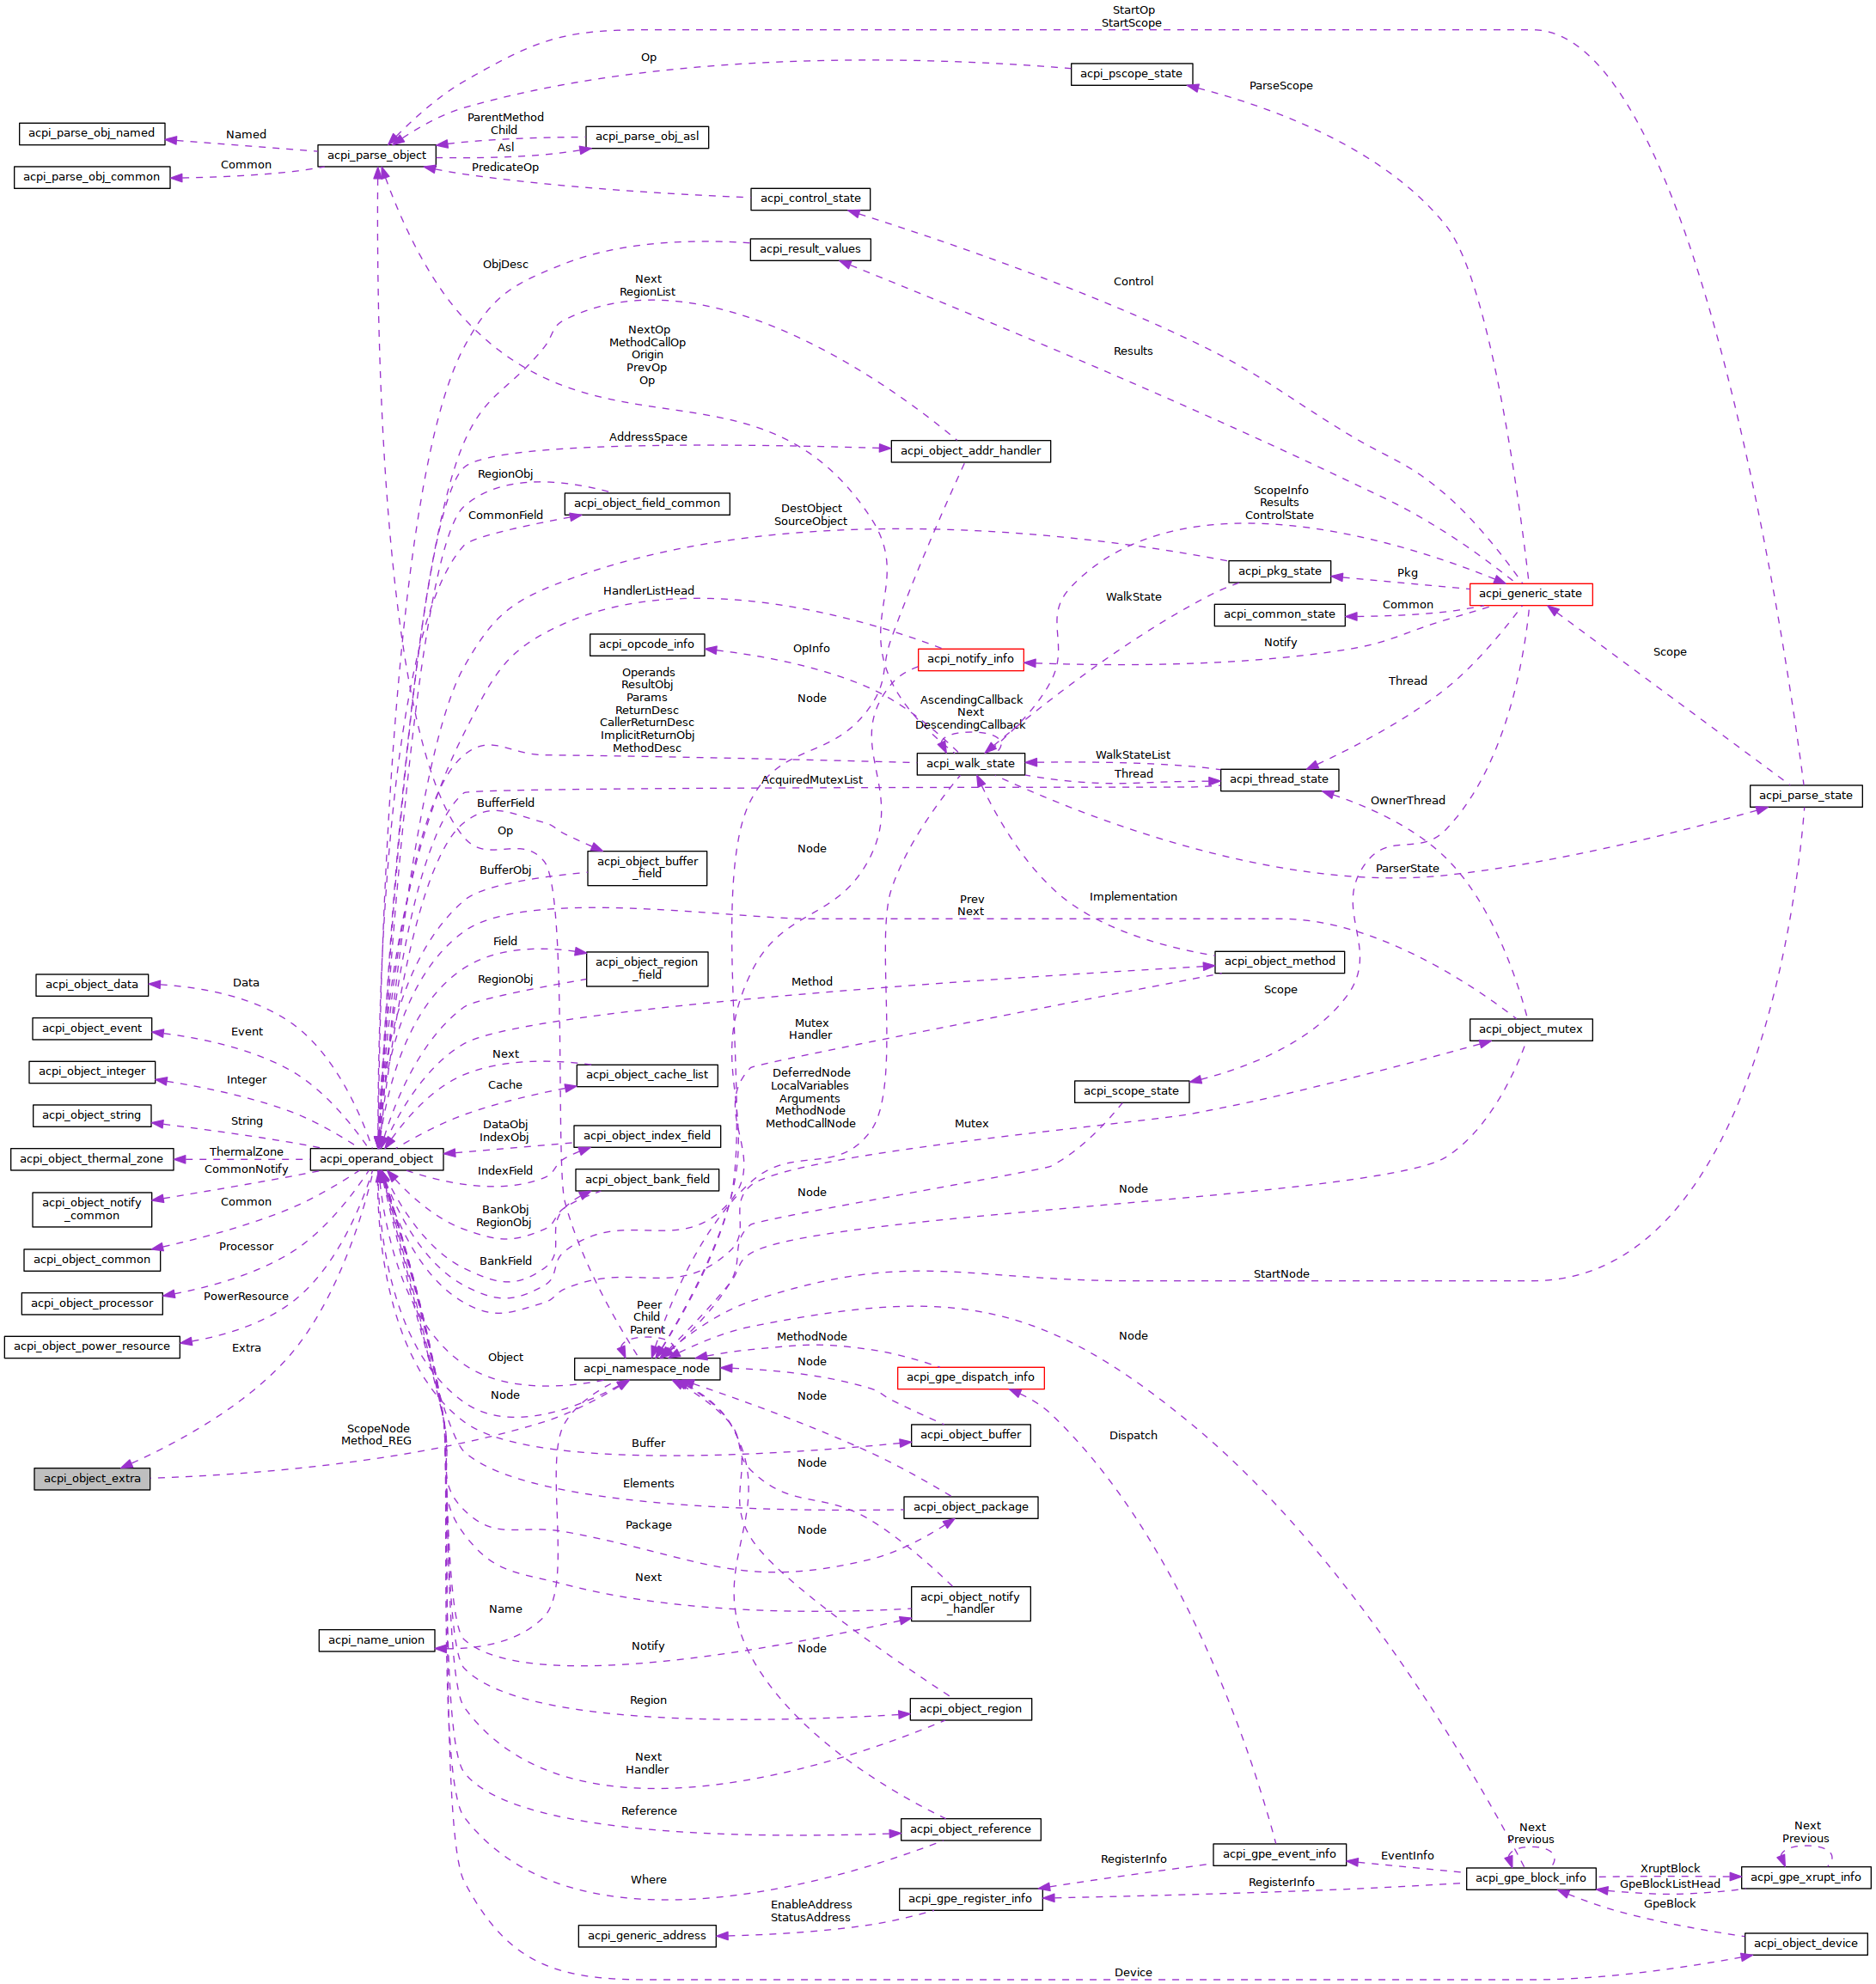 StartOp
StartScope
Op
acpi_pscope_state
ParseScope
acpi_parse_obj_named
Named
ParentMethod
Child
acpi_parse_obj_asl
Asl
acpi_parse_object
Common
acpi_parse_obj_common
PredicateOp
acpi_control_state
acpi_result_values
ObjDesc
Next
RegionList
Control
NextOp
MethodCallOp
Origin
PrevOp
Op
Results
AddressSpace
acpi_object_addr_handler
RegionObj
acpi_object_field_common
CommonField
DestObject
SourceObject
ScopeInfo
Results
ControlState
acpi_pkg_state
Pkg
acpi_generic_state
HandlerListHead
WalkState
acpi_common_state
Common
acpi_opcode_info
OpInfo
acpi_notify_info
Notify
Scope
Operands
ResultObj
Params
ReturnDesc
CallerReturnDesc
ImplicitReturnObj
MethodDesc
Node
AscendingCallback
Next
DescendingCallback
Thread
acpi_walk_state
WalkStateList
Thread
acpi_thread_state
AcquiredMutexList
OwnerThread
acpi_parse_state
BufferField
Op
Node
acpi_object_buffer
_field
BufferObj
ParserState
Prev
Next
Implementation
Field
acpi_object_region
_field
acpi_object_method
RegionObj
Method
Scope
acpi_object_data
Data
acpi_object_event
Event
Mutex
Handler
acpi_object_mutex
Next
acpi_object_cache_list
Cache
acpi_object_integer
Integer
DeferredNode
LocalVariables
Arguments
MethodNode
MethodCallNode
acpi_scope_state
acpi_object_string
String
DataObj
IndexObj
acpi_object_index_field
Mutex
acpi_object_thermal_zone
ThermalZone
CommonNotify
acpi_operand_object
IndexField
acpi_object_bank_field
acpi_object_notify
_common
Common
BankObj
RegionObj
Node
Node
acpi_object_common
Processor
BankField
StartNode
acpi_object_processor
PowerResource
acpi_object_power_resource
Extra
Peer
Child
Parent
MethodNode
Node
Object
Node
acpi_namespace_node
Node
acpi_gpe_dispatch_info
Node
ScopeNode
Method_REG
Buffer
acpi_object_buffer
Dispatch
acpi_object_extra
Elements
Node
acpi_object_package
Package
Node
Next
acpi_object_notify
_handler
Name
acpi_name_union
Notify
Node
Region
acpi_object_region
Next
Handler
Reference
acpi_object_reference
Where
acpi_gpe_event_info
EventInfo
Next
Previous
Next
Previous
RegisterInfo
acpi_gpe_block_info
XruptBlock
GpeBlockListHead
acpi_gpe_xrupt_info
RegisterInfo
acpi_gpe_register_info
EnableAddress
StatusAddress
acpi_generic_address
GpeBlock
acpi_object_device
Device